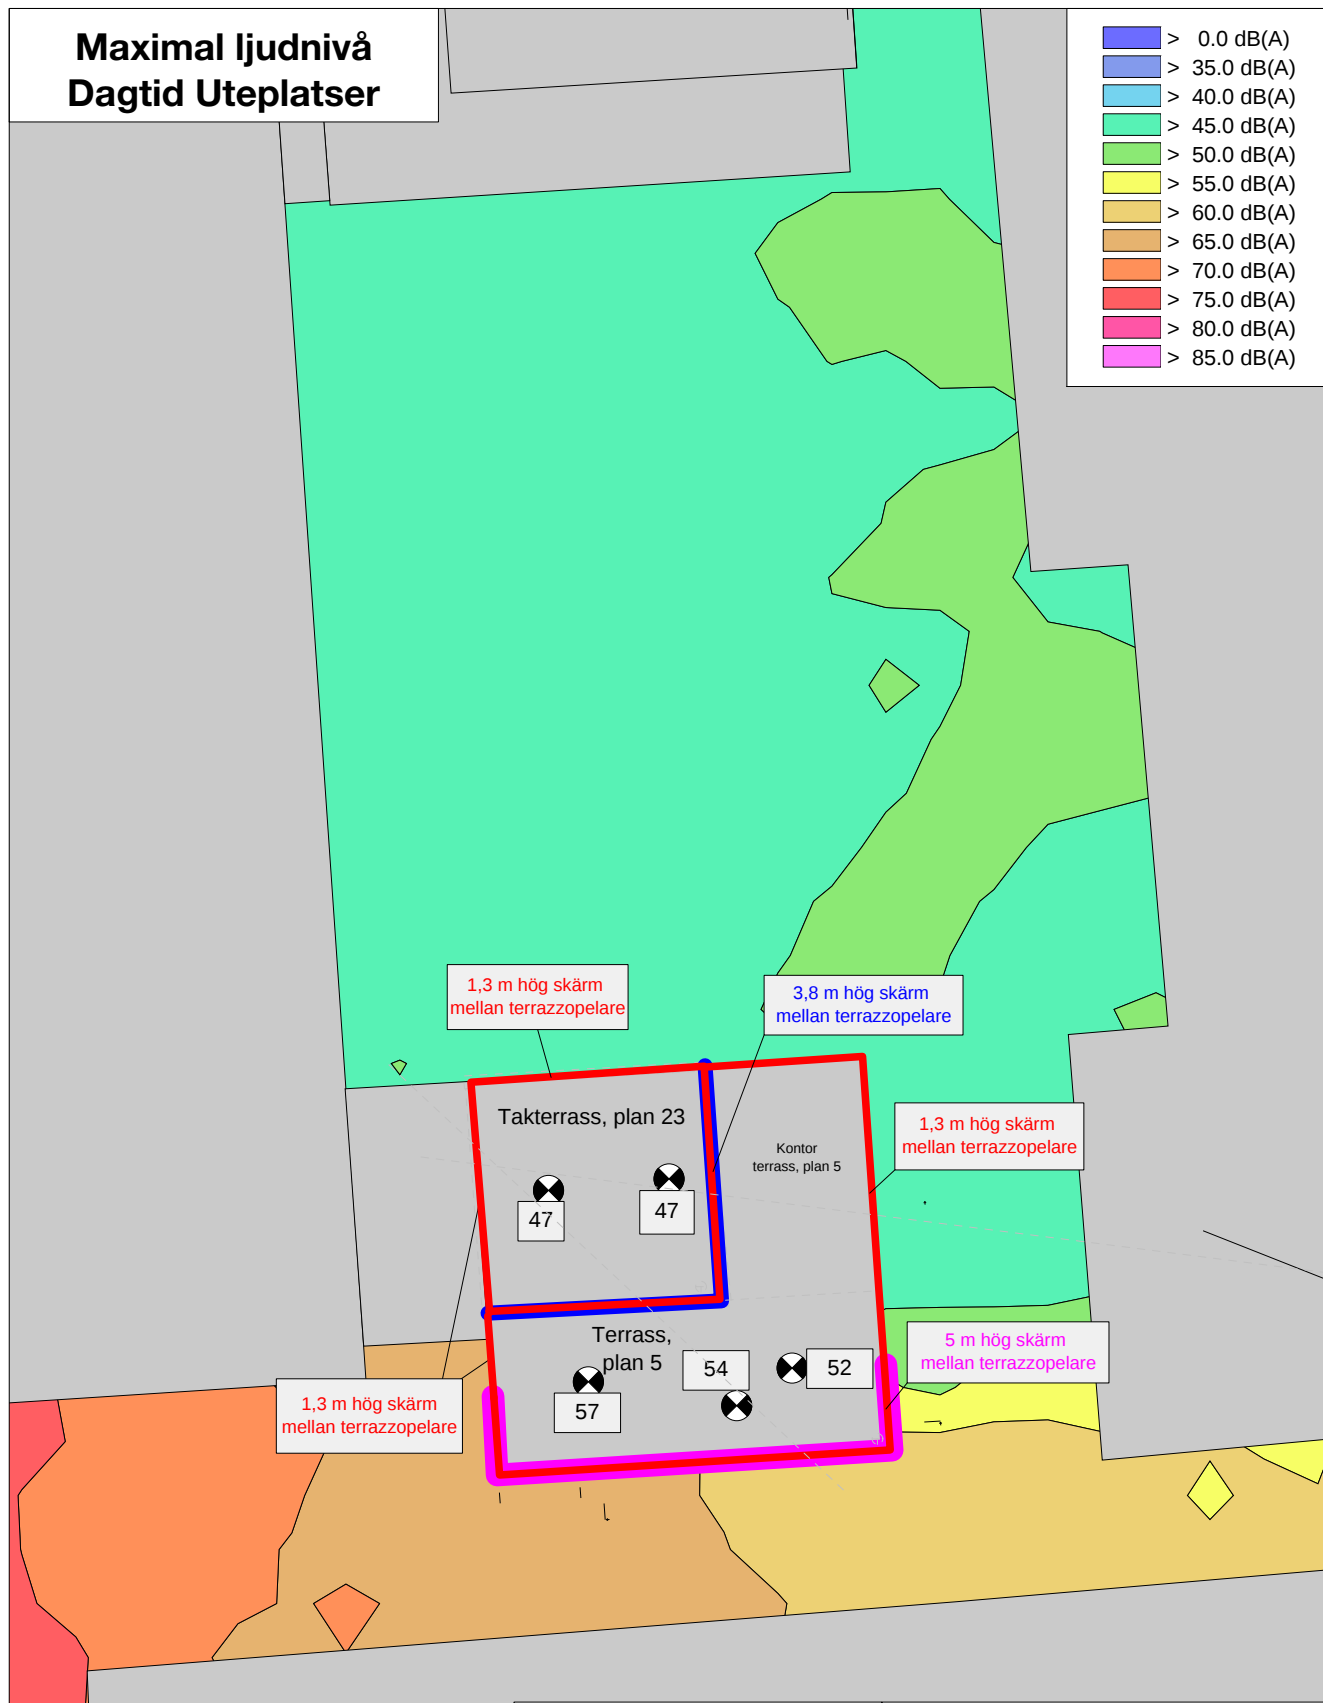 Maximal ljudnivå
Dagtid Uteplatser
> 0.0 dB(A)
> 35.0 dB(A)
> 40.0 dB(A)
> 45.0 dB(A)
> 50.0 dB(A)
> 55.0 dB(A)
> 60.0 dB(A)
> 65.0 dB(A)
> 70.0 dB(A)
> 75.0 dB(A)
> 80.0 dB(A)
> 85.0 dB(A)
1,3 m hög skärm
mellan terrazzopelare
3,8 m hög skärm
mellan terrazzopelare
Takterrass, plan 23
Kontor
terrass, plan 5
1,3 m hög skärm
mellan terrazzopelare
47
47
Terrass,
plan 5
54
52
57
5 m hög skärm
mellan terrazzopelare
1,3 m hög skärm
mellan terrazzopelare